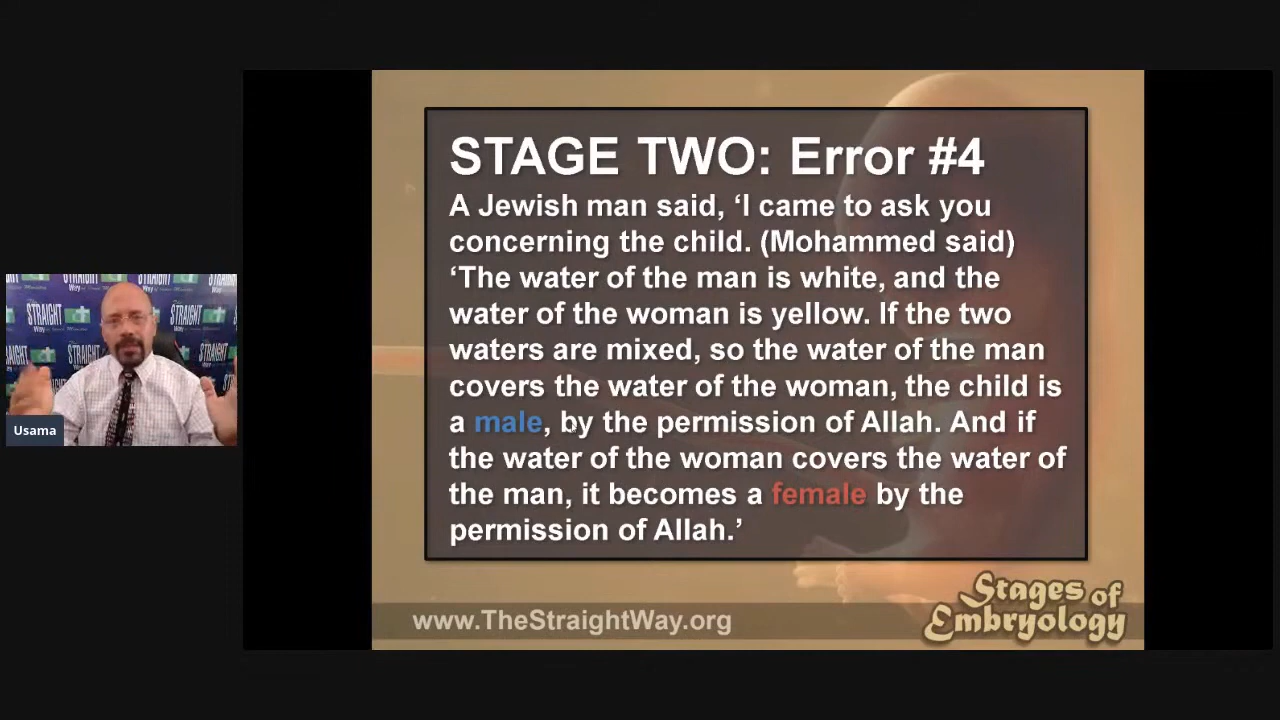 STAGE TWO: Error #4
A Jewish man said, ‘I came to ask you
concerning the child. (Mohammed said)
‘The water of the man is white, and the
water of the woman is yellow. If the two
waters are mixed, so the water of the man
covers the water of the woman, the child is
a male, by the permission of Allah. And if
the water of the woman covers the water of
the man, it becomes a female by the
permission of Allah.’
www.TheStraightWay.org
Stages of
Embryology
STRAIGHT
Way
Usama